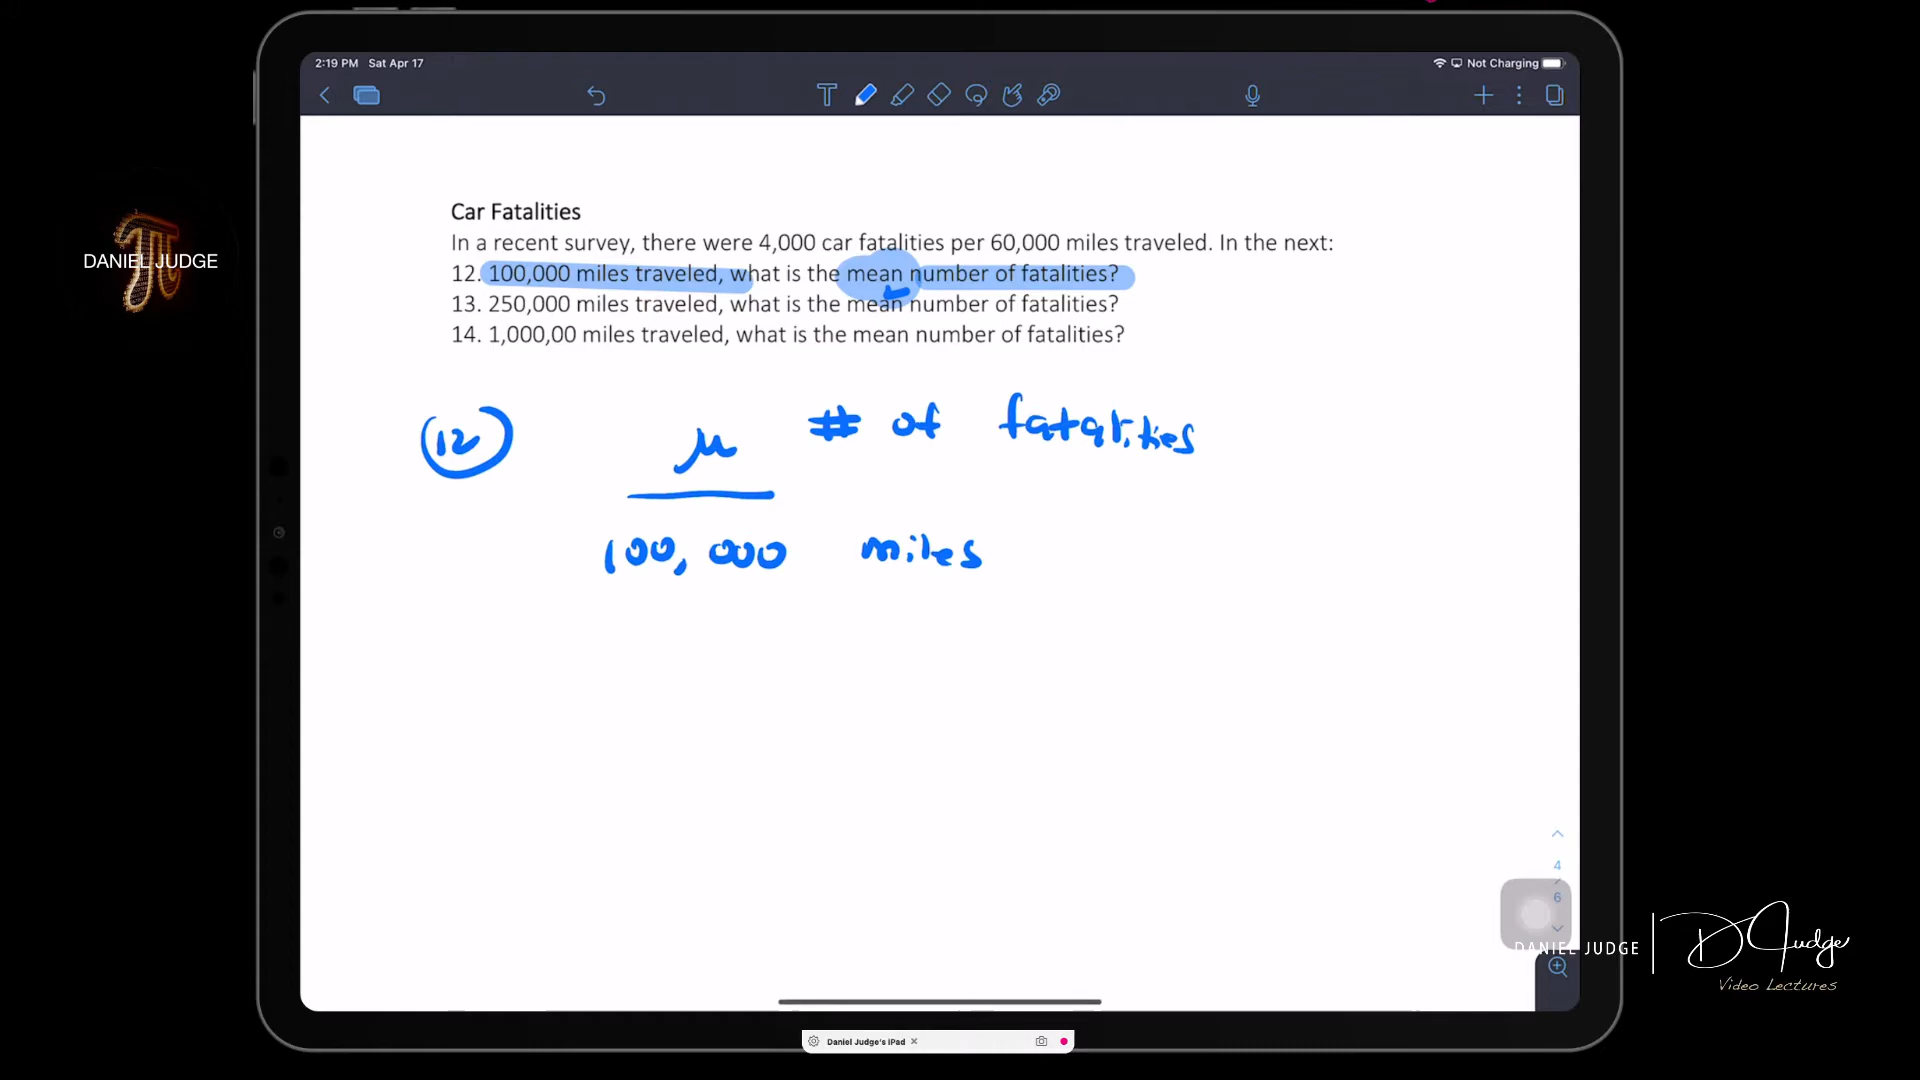 2:19 PM Sat Apr 17
Not Charging
T
Car Fatalities
In a recent survey, there were 4,000 car fatalities per 60,000 miles traveled. In the next:
12. 100,000 miles traveled, what is the mean number of fatalities?
13. 250,000 miles traveled, what is the mean number of fatalities?
14. 1,000,00 miles traveled, what is the mean number of fatalities?
(12) μ # of fatalities
100,000 miles
DANIEL JUDGE
4
6
DANIEL JUDGE DJudge
Video Lectures
Daniel Judge's iPad